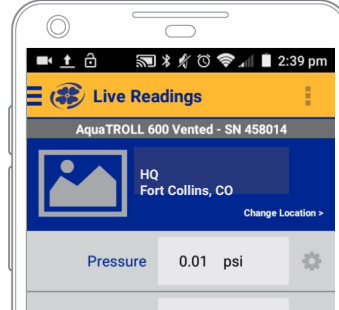 2:39 pm
Live Readings
AquaTROLL 600 Vented - SN 458014
HQ
Fort Collins, CO
Change Location >
Pressure 0.01 psi